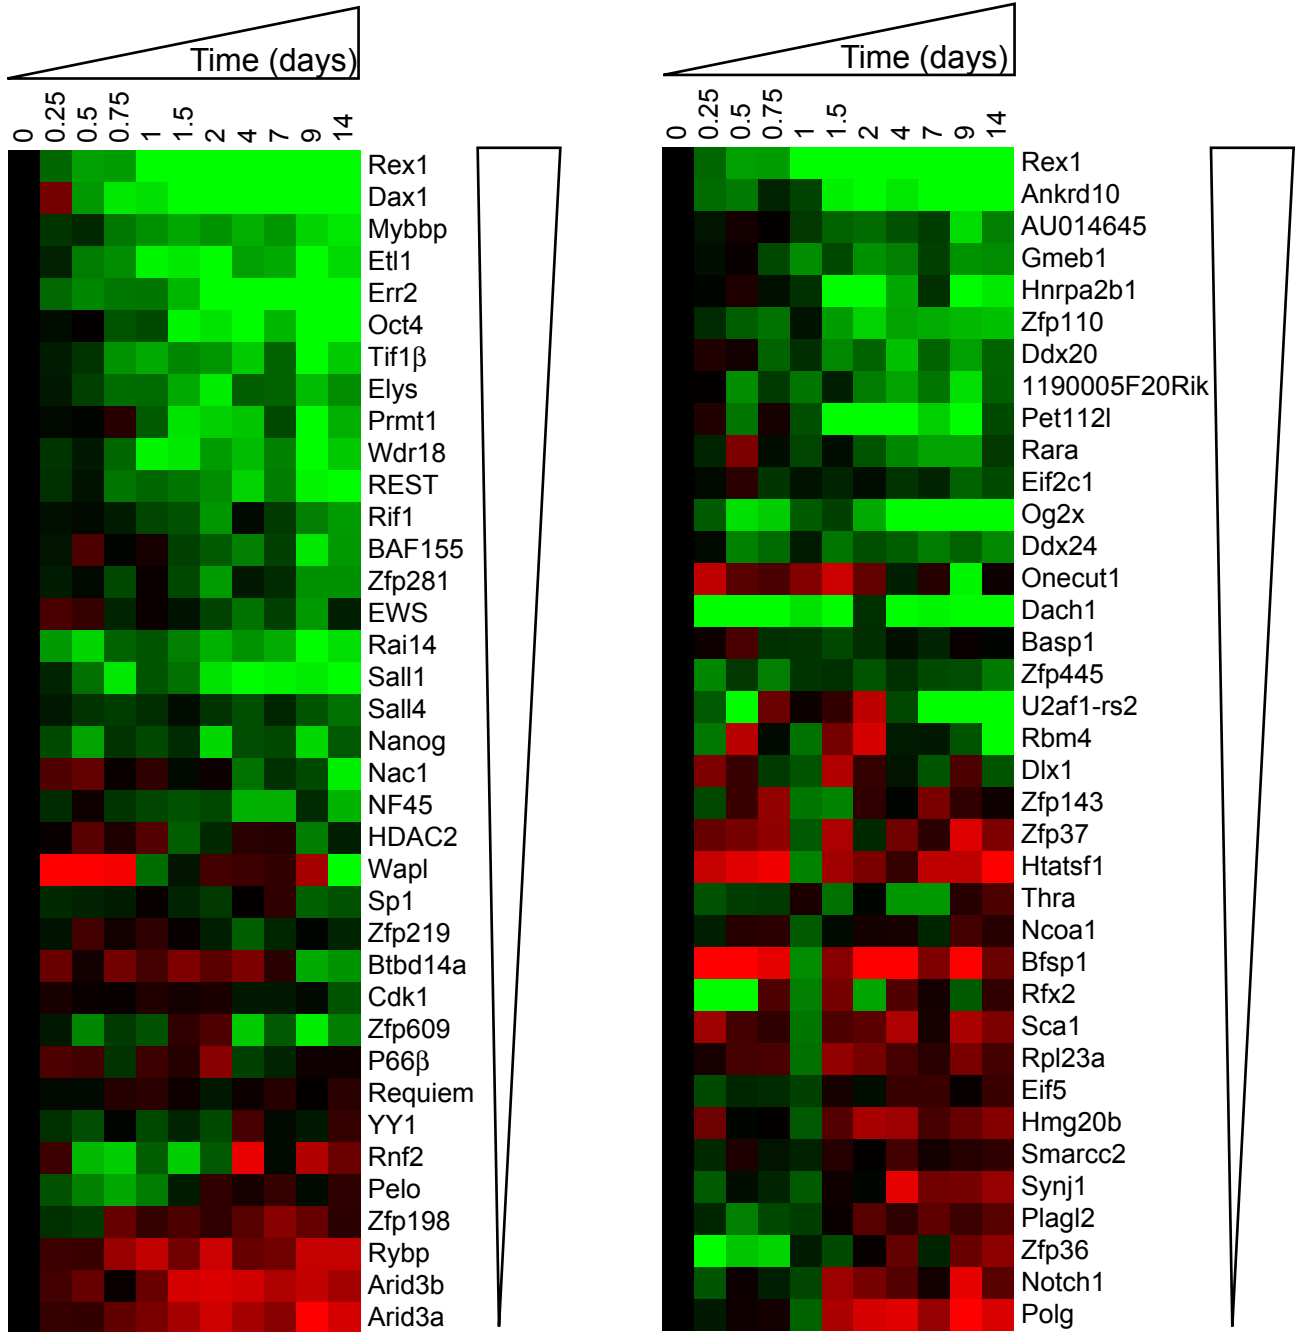 Time (days)
0 0.25 0.5 0.75 1 1.5 2 4 7 9 14
Rex1
Dax1
Mybbp
Etl1
Err2
Oct4
Tif1β
Elys
Prmt1
Wdr18
REST
Rif1
BAF155
Zfp281
EWS
Rai14
Sall1
Sall4
Nanog
Nac1
NF45
HDAC2
Wapl
Sp1
Zfp219
Btbd14a
Cdk1
Zfp609
P66β
Requiem
YY1
Rnf2
Pelo
Zfp198
Rybp
Arid3b
Arid3a
Time (days)
0 0.25 0.5 0.75 1 1.5 2 4 7 9 14
Rex1
Ankrd10
AU014645
Gmeb1
Hnrpa2b1
Zfp110
Ddx20
1190005F20Rik
Pet112l
Rara
Eif2c1
Og2x
Ddx24
Onecut1
Dach1
Basp1
Zfp445
U2af1-rs2
Rbm4
Dlx1
Zfp143
Zfp37
Htatsf1
Thra
Ncoa1
Bfsp1
Rfx2
Sca1
Rpl23a
Eif5
Hmg20b
Smarcc2
Synj1
Plagl2
Zfp36
Notch1
Polg